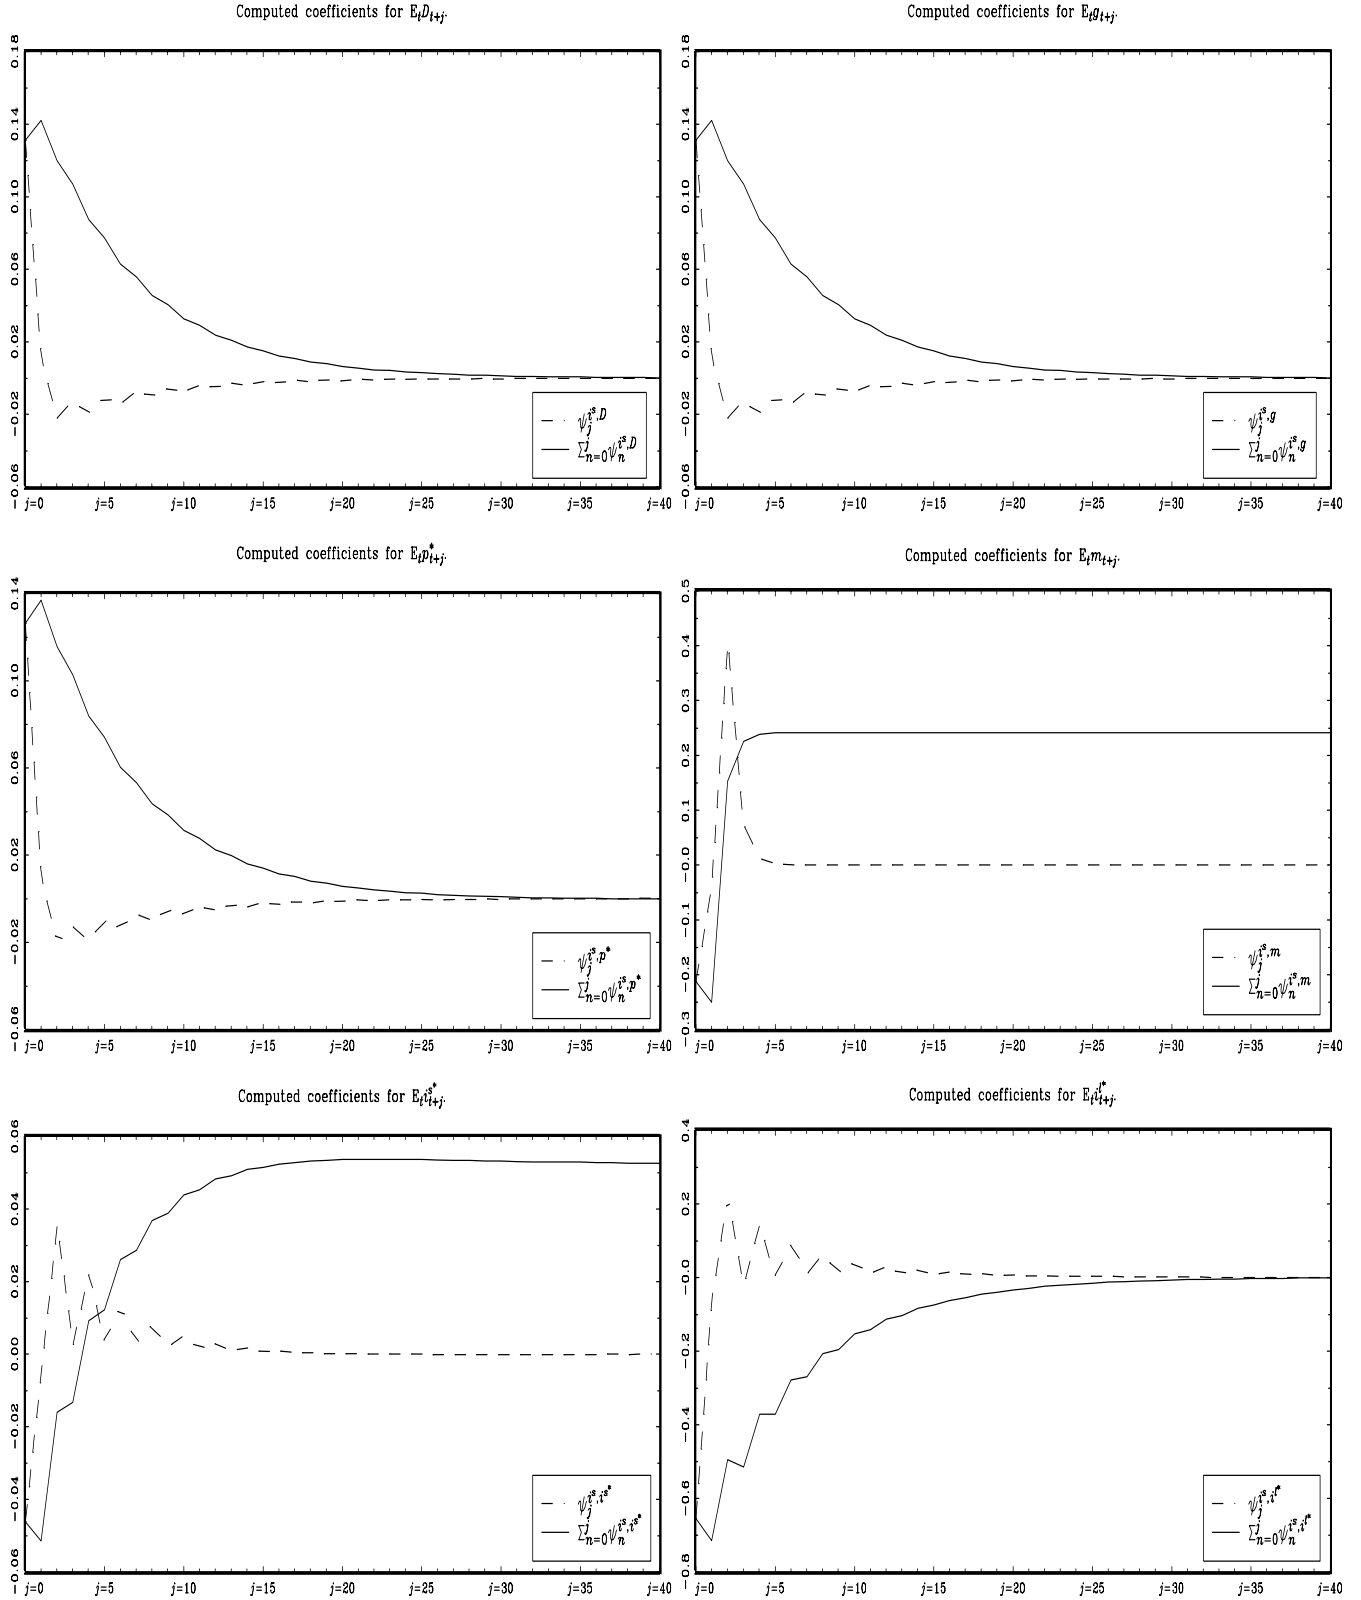 Computed coefficients for E_tD_{t+j}.
0.18
0.14
0.10
0.06
0.02
−0.02
−0.06
j=0 j=5 j=10 j=15 j=20 j=25 j=30 j=35 j=40
ψ_j^{i^s,D}
∑_{n=0}^j ψ_n^{i^s,D}
Computed coefficients for E_tg_{t+j}.
0.18
0.14
0.10
0.06
0.02
−0.02
−0.06
j=0 j=5 j=10 j=15 j=20 j=25 j=30 j=35 j=40
ψ_j^{i^s,g}
∑_{n=0}^j ψ_n^{i^s,g}
Computed coefficients for E_tp^*_{t+j}.
0.14
0.10
0.06
0.02
−0.02
−0.06
j=0 j=5 j=10 j=15 j=20 j=25 j=30 j=35 j=40
ψ_j^{i^s,p^*}
∑_{n=0}^j ψ_n^{i^s,p^*}
Computed coefficients for E_tm_{t+j}.
0.5
0.4
0.3
0.2
0.1
−0.0
−0.1
−0.2
−0.3
j=0 j=5 j=10 j=15 j=20 j=25 j=30 j=35 j=40
ψ_j^{i^s,m}
∑_{n=0}^j ψ_n^{i^s,m}
Computed coefficients for E_ti^{s^*}_{t+j}.
0.06
0.04
0.02
0.00
−0.02
−0.04
−0.06
j=0 j=5 j=10 j=15 j=20 j=25 j=30 j=35 j=40
ψ_j^{i^s,i^{s^*}}
∑_{n=0}^j ψ_n^{i^s,i^{s^*}}
Computed coefficients for E_ti^{l^*}_{t+j}.
0.4
0.2
−0.0
−0.2
−0.4
−0.6
−0.8
j=0 j=5 j=10 j=15 j=20 j=25 j=30 j=35 j=40
ψ_j^{i^s,i^{l^*}}
∑_{n=0}^j ψ_n^{i^s,i^{l^*}}